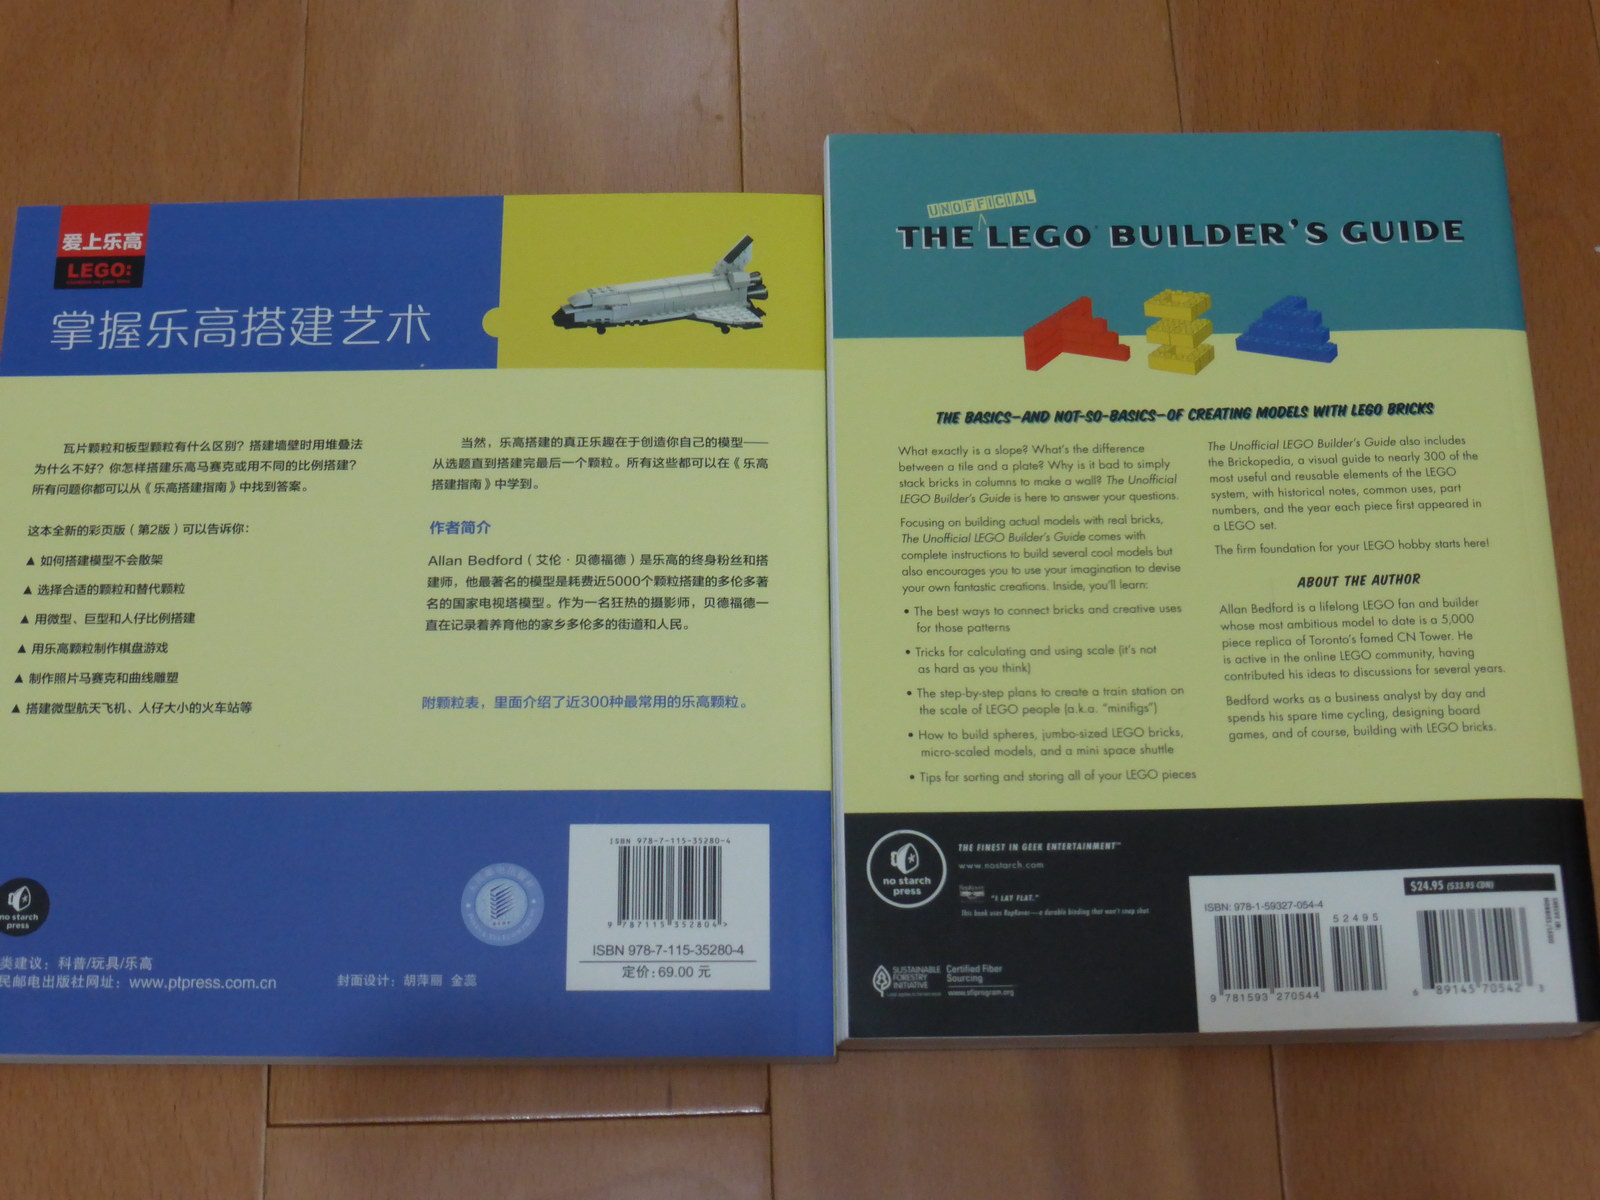 爱上乐高
LEGO:
掌握乐高搭建艺术
瓦片颗粒和板型颗粒有什么区别？搭建墙壁时用堆叠法
为什么不好？你怎样搭建乐高马赛克或用不同的比例搭建？
所有问题你都可以从《乐高搭建指南》中找到答案。
这本全新的彩页版（第2版）可以告诉你：
▲ 如何搭建模型不会散架
▲ 选择合适的颗粒和替代颗粒
▲ 用微型、巨型和人仔比例搭建
▲ 用乐高颗粒制作棋盘游戏
▲ 制作照片马赛克和曲线雕塑
▲ 搭建微型航天飞机、人仔大小的火车站等
当然，乐高搭建的真正乐趣在于创造你自己的模型——
从选题直到搭建完最后一个颗粒。所有这些都可以在《乐高
搭建指南》中学到。
作者简介
Allan Bedford（艾伦·贝德福德）是乐高的终身粉丝和搭
建师，他最著名的模型是耗费近5000个颗粒搭建的多伦多著
名的国家电视塔模型。作为一名狂热的摄影师，贝德福德一
直在记录着养育他的家乡多伦多的街道和人民。
附颗粒表，里面介绍了近300种最常用的乐高颗粒。
no starch
press
类建议：科普/玩具/乐高
民邮电出版社网址：www.ptpress.com.cn
封面设计：胡萍丽 金蕊
ISBN 978-7-115-35280-4
9 787115 352804 >
ISBN 978-7-115-35280-4
定价：69.00 元
UNOFFICIAL
THE LEGO® BUILDER'S GUIDE
THE BASICS—AND NOT-SO-BASICS—OF CREATING MODELS WITH LEGO BRICKS
What exactly is a slope? What's the difference
between a tile and a plate? Why is it bad to simply
stack bricks in columns to make a wall? The Unofficial
LEGO Builder's Guide is here to answer your questions.
Focusing on building actual models with real bricks,
The Unofficial LEGO Builder's Guide comes with
complete instructions to build several cool models but
also encourages you to use your imagination to devise
your own fantastic creations. Inside, you'll learn:
• The best ways to connect bricks and creative uses
for those patterns
• Tricks for calculating and using scale (it's not
as hard as you think)
• The step-by-step plans to create a train station on
the scale of LEGO people (a.k.a. "minifigs")
• How to build spheres, jumbo-sized LEGO bricks,
micro-scaled models, and a mini space shuttle
• Tips for sorting and storing all of your LEGO pieces
The Unofficial LEGO Builder's Guide also includes
the Brickopedia, a visual guide to nearly 300 of the
most useful and reusable elements of the LEGO
system, with historical notes, common uses, part
numbers, and the year each piece first appeared in
a LEGO set.
The firm foundation for your LEGO hobby starts here!
ABOUT THE AUTHOR
Allan Bedford is a lifelong LEGO fan and builder
whose most ambitious model to date is a 5,000
piece replica of Toronto's famed CN Tower. He
is active in the online LEGO community, having
contributed his ideas to discussions for several years.
Bedford works as a business analyst by day and
spends his spare time cycling, designing board
games, and of course, building with LEGO bricks.
no starch
press
THE FINEST IN GEEK ENTERTAINMENT™
www.nostarch.com
"I LAY FLAT."
This book uses RepKover—a durable binding that won't snap shut.
SUSTAINABLE
FORESTRY
INITIATIVE
Certified Fiber
Sourcing
www.sfiprogram.org
$24.95 ($33.95 CDN)
ISBN: 978-1-59327-054-4
52495
9 781593 270544
6 89145 70542 3